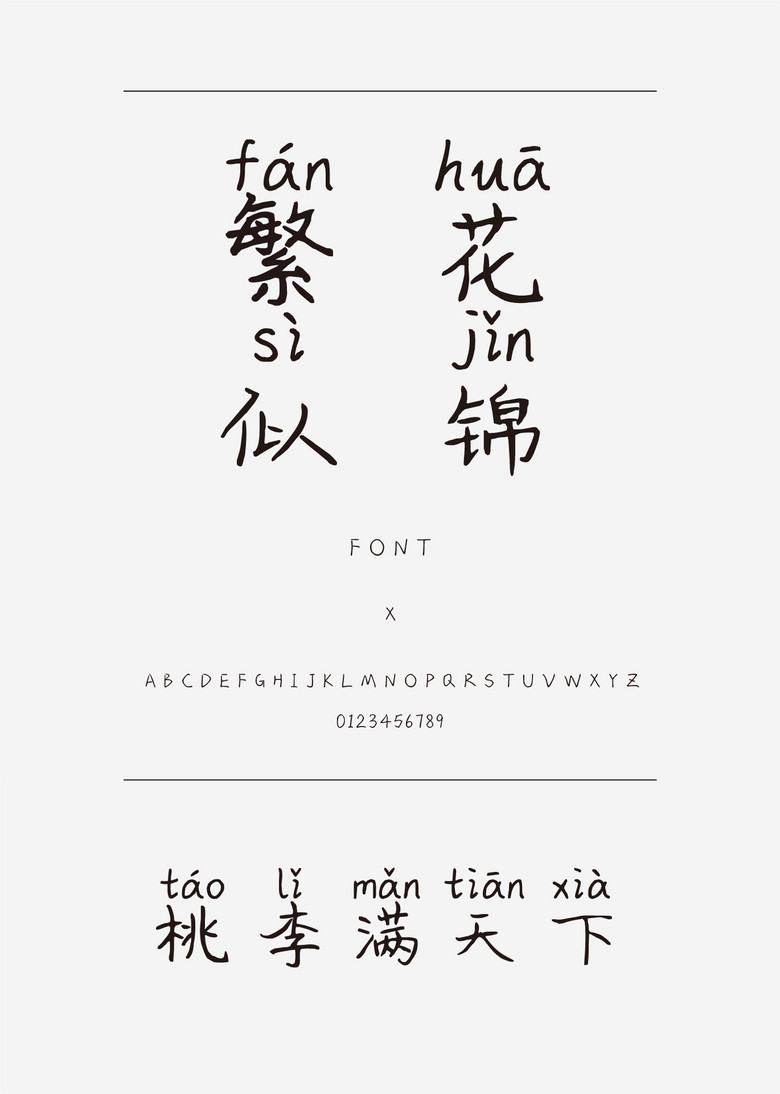 fán huā
繁 花
sì jǐn
似 锦
FONT
X
ABCDEFGHIJKLMNOPQRSTUVWXYZ
0123456789
táo lǐ mǎn tiān xià
桃 李 满 天 下